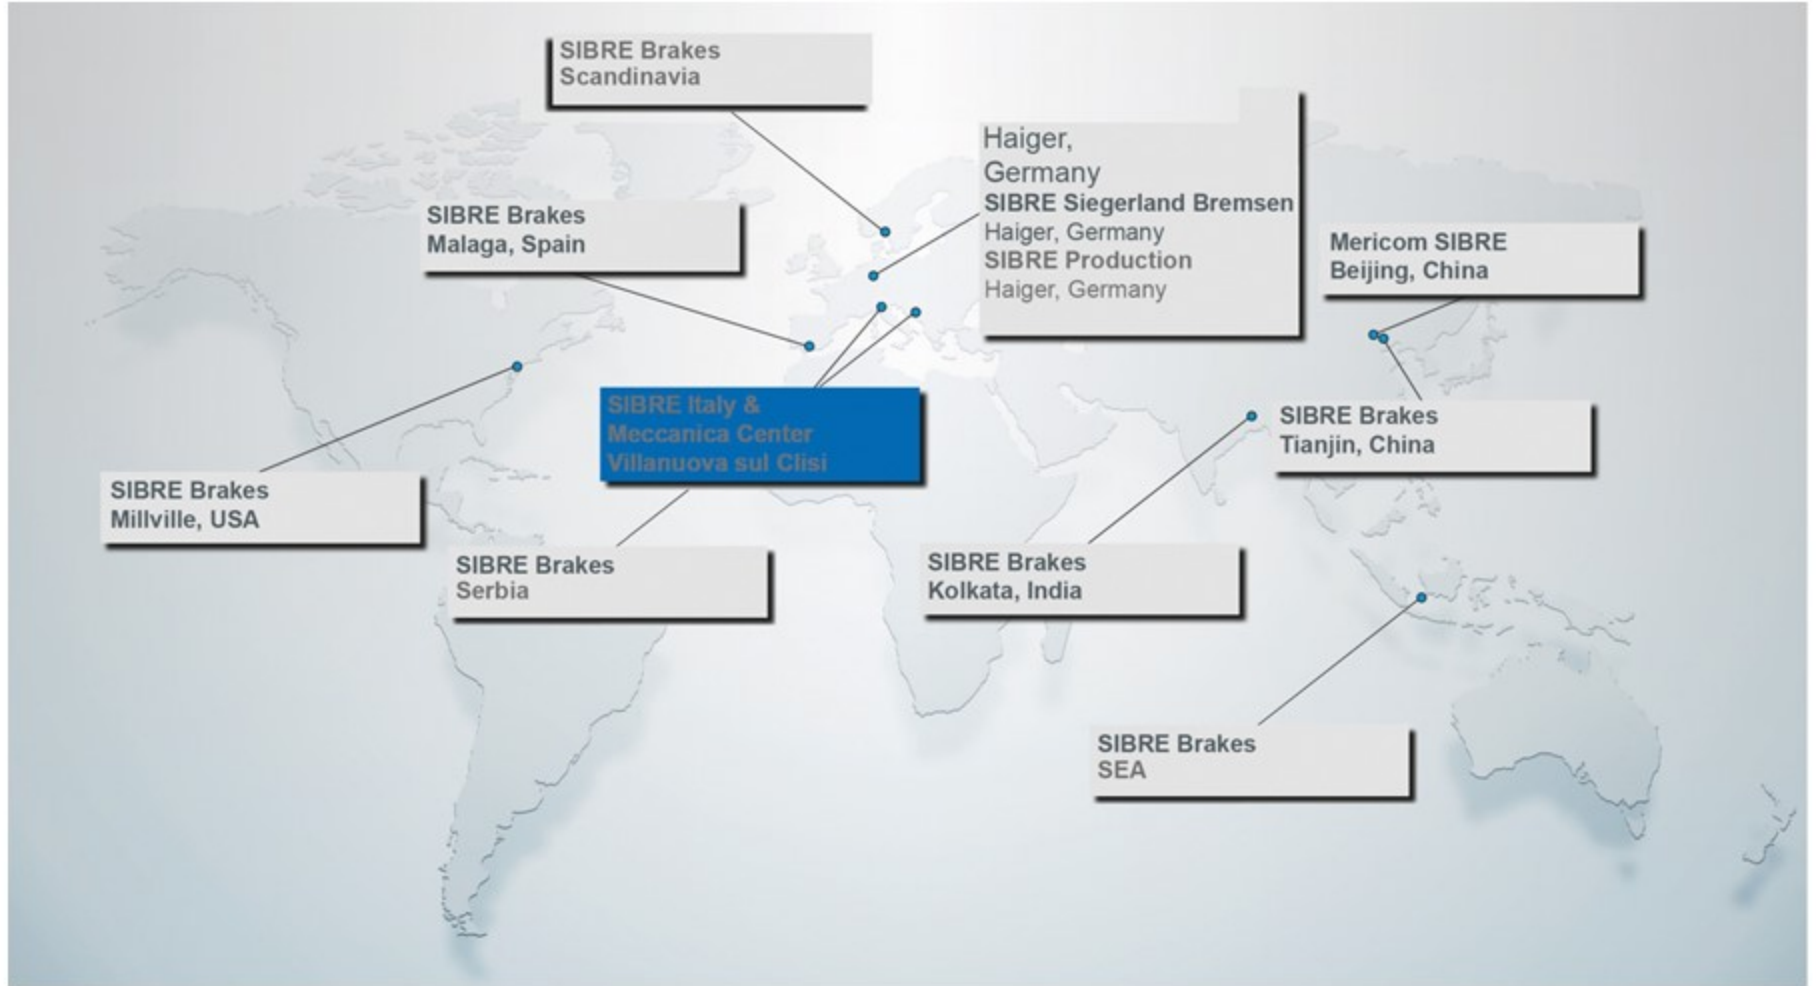 SIBRE Brakes
Scandinavia
Haiger,
Germany
SIBRE Siegerland Bremsen
Haiger, Germany
SIBRE Production
Haiger, Germany
SIBRE Brakes
Malaga, Spain
Mericom SIBRE
Beijing, China
SIBRE Italy &
Meccanica Center
Villanuova sul Clisi
SIBRE Brakes
Tianjin, China
SIBRE Brakes
Millville, USA
SIBRE Brakes
Serbia
SIBRE Brakes
Kolkata, India
SIBRE Brakes
SEA